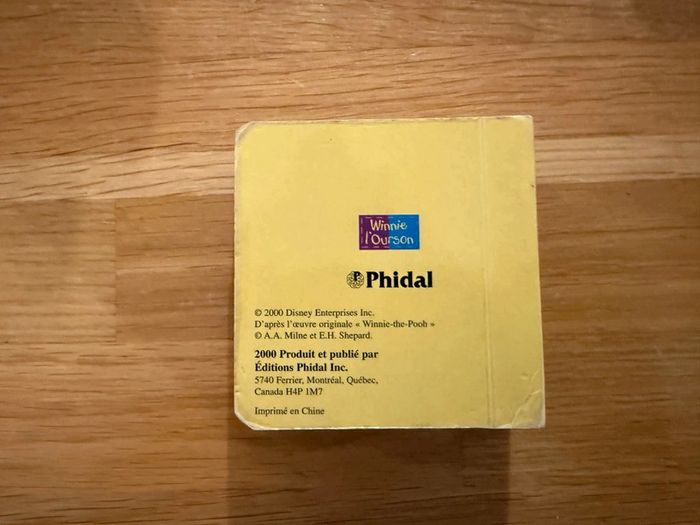 Winnie
l'Ourson
Phidal
© 2000 Disney Enterprises Inc.
D'après l'œuvre originale « Winnie-the-Pooh »
© A.A. Milne et E.H. Shepard.
2000 Produit et publié par
Éditions Phidal Inc.
5740 Ferrier, Montréal, Québec,
Canada H4P 1M7
Imprimé en Chine